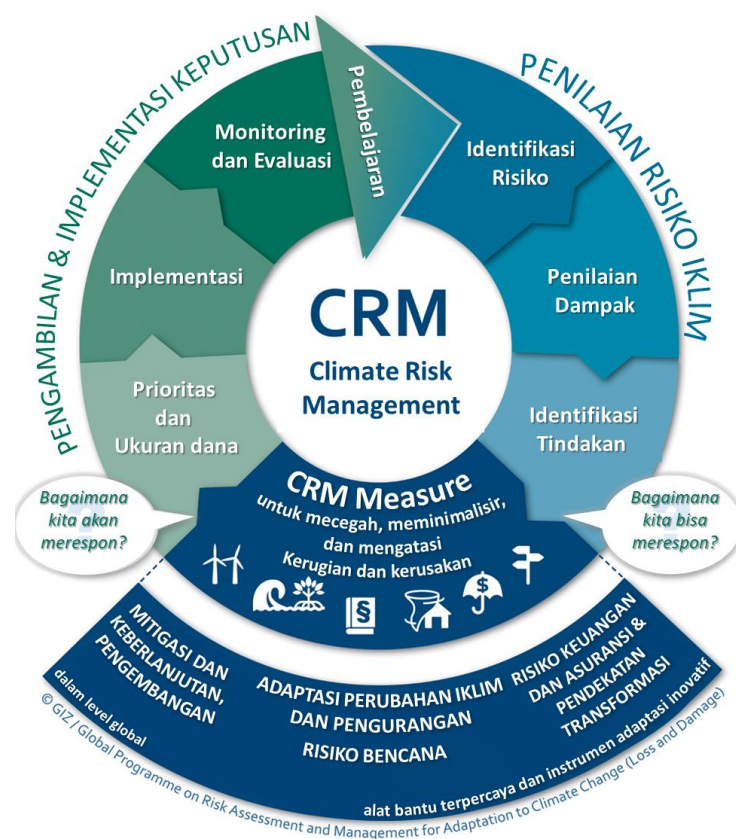 PENGAMBILAN & IMPLEMENTASI KEPUTUSAN
PENILAIAN RISIKO IKLIM
Pembelajaran
Monitoring
dan Evaluasi
Identifikasi
Risiko
Implementasi
Penilaian
Dampak
CRM
Climate Risk
Management
Prioritas
dan
Ukuran dana
Identifikasi
Tindakan
Bagaimana
kita akan
merespon?
Bagaimana
kita bisa
merespon?
CRM Measure
untuk mecegah, meminimalisir,
dan mengatasi
Kerugian dan kerusakan
§
$
MITIGASI DAN
KEBERLANJUTAN,
PENGEMBANGAN
ADAPTASI PERUBAHAN IKLIM
DAN PENGURANGAN
RISIKO BENCANA
RISIKO KEUANGAN
DAN ASURANSI &
PENDEKATAN
TRANSFORMASI
dalam level global
alat bantu terpercaya dan instrumen adaptasi inovatif
© GIZ / Global Programme on Risk Assessment and Management for Adaptation to Climate Change (Loss and Damage)